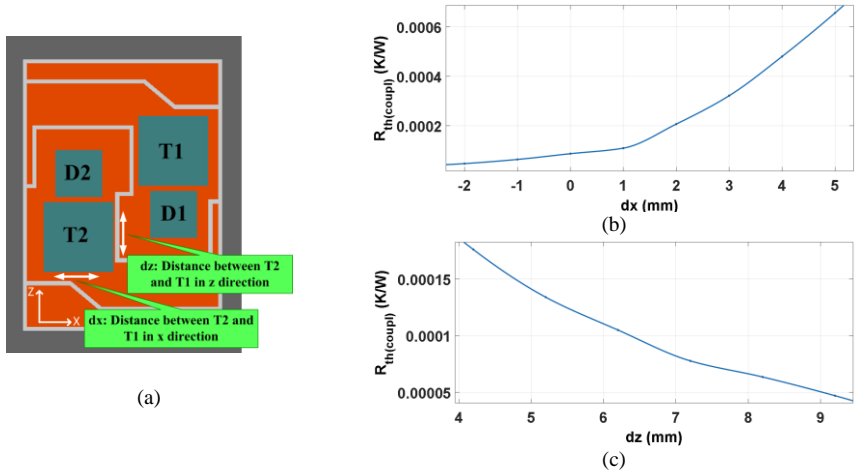 T1
D2
D1
T2
dz: Distance between T2
and T1 in z direction
Z
X
dx: Distance between T2 and
T1 in x direction
(a)
R_th(coupl) (K/W)
0.0006
0.0004
0.0002
-2 -1 0 1 2 3 4 5
dx (mm)
(b)
R_th(coupl) (K/W)
0.00015
0.0001
0.00005
4 5 6 7 8 9
dz (mm)
(c)